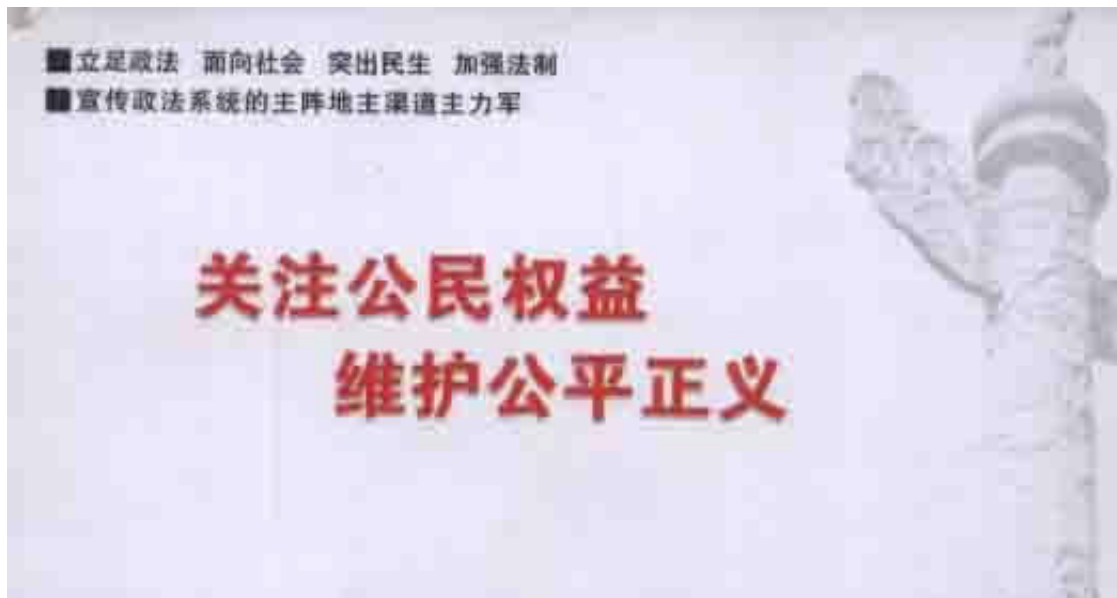 ■立足政法 面向社会 突出民生 加强法制
■宣传政法系统的主阵地主渠道主力军
关注公民权益
维护公平正义